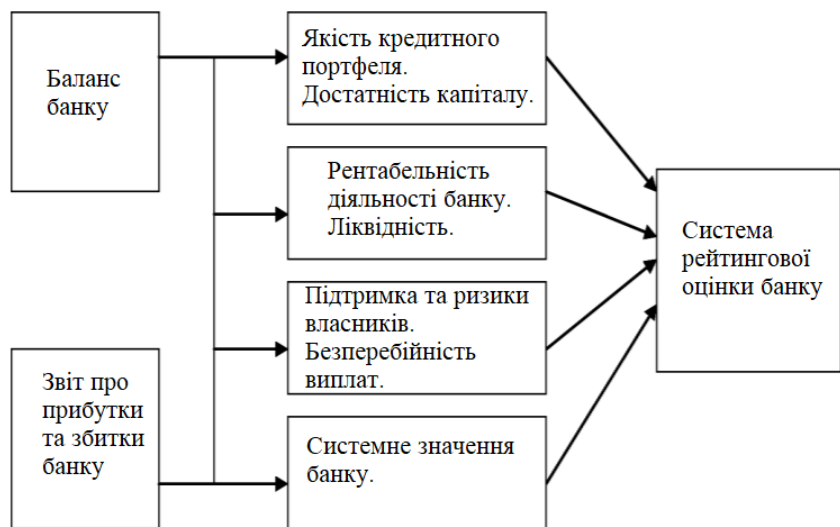 Баланс
банку
Звіт про
прибутки
та збитки
банку
Якість кредитного
портфеля.
Достатність капіталу.
Рентабельність
діяльності банку.
Ліквідність.
Підтримка та ризики
власників.
Безперебійність
виплат.
Системне значення
банку.
Система
рейтингової
оцінки банку